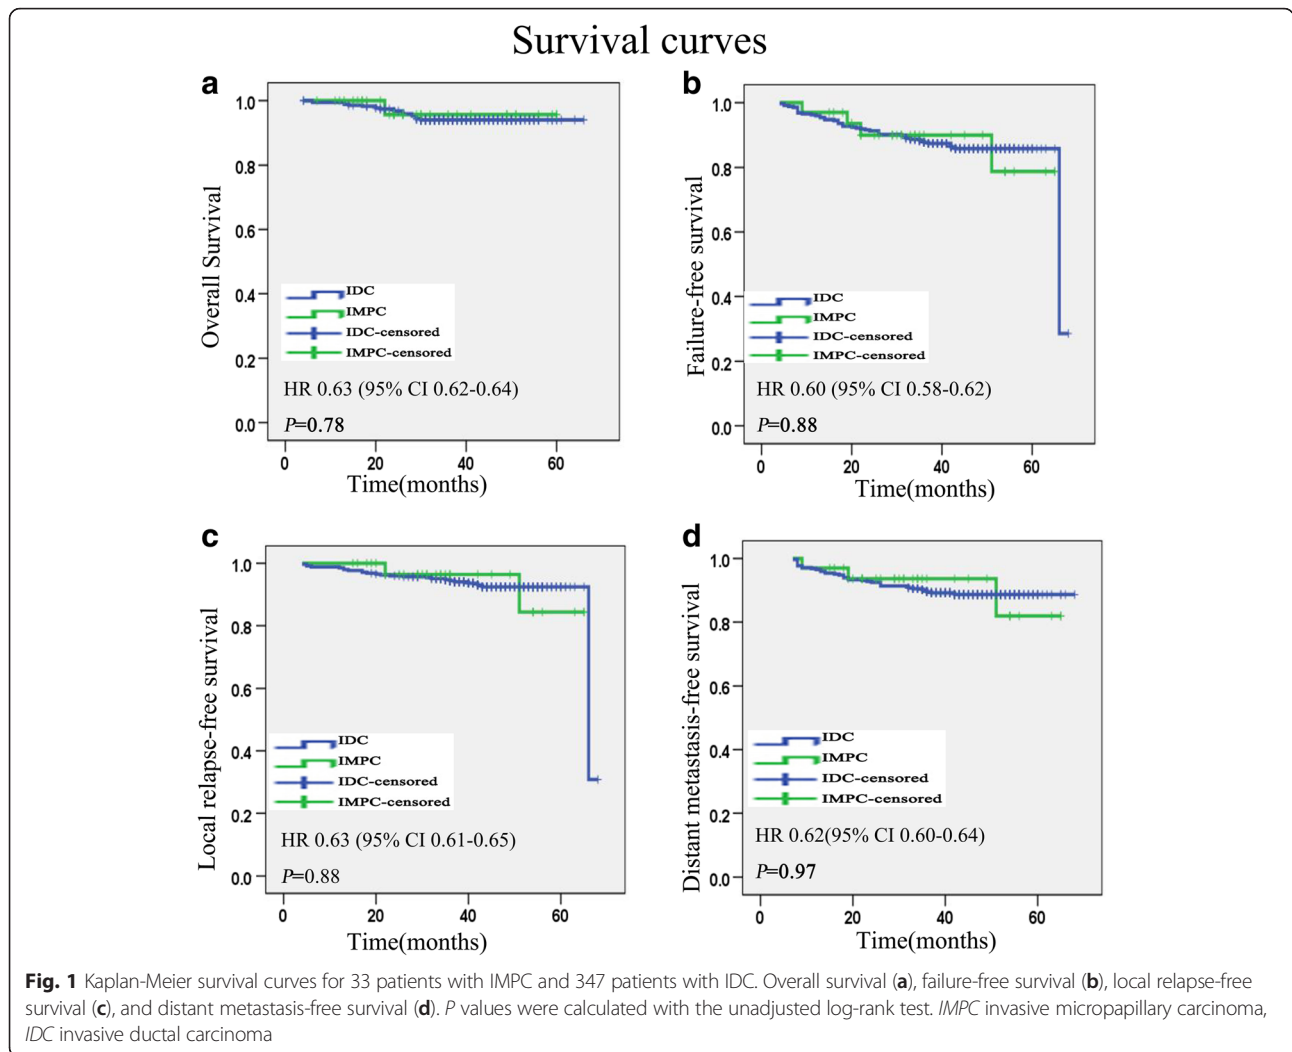 Survival curves
a
Overall Survival
1.0
0.8
0.6
0.4
0.2
0.0
IDC
IMPC
IDC-censored
IMPC-censored
HR 0.63 (95% CI 0.62-0.64)
P=0.78
0 20 40 60
Time(months)
b
Failure-free survival
1.0
0.8
0.6
0.4
0.2
0.0
IDC
IMPC
IDC-censored
IMPC-censored
HR 0.60 (95% CI 0.58-0.62)
P=0.88
0 20 40 60
Time(months)
c
Local relapse-free survival
1.0
0.8
0.6
0.4
0.2
0.0
IDC
IMPC
IDC-censored
IMPC-censored
HR 0.63 (95% CI 0.61-0.65)
P=0.88
0 20 40 60
Time(months)
d
Distant metastasis-free survival
1.0
0.8
0.6
0.4
0.2
0.0
IDC
IMPC
IDC-censored
IMPC-censored
HR 0.62(95% CI 0.60-0.64)
P=0.97
0 20 40 60
Time(months)
Fig. 1 Kaplan-Meier survival curves for 33 patients with IMPC and 347 patients with IDC. Overall survival (a), failure-free survival (b), local relapse-free
survival (c), and distant metastasis-free survival (d). P values were calculated with the unadjusted log-rank test. IMPC invasive micropapillary carcinoma,
IDC invasive ductal carcinoma